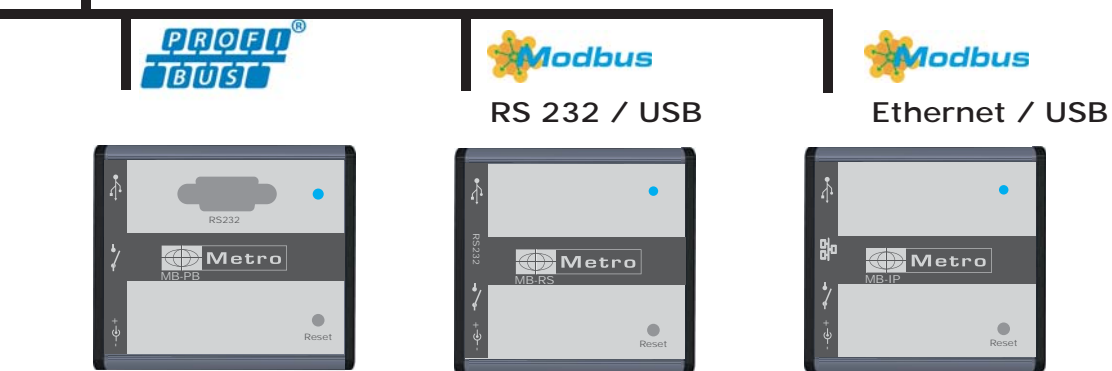 PROFI®
BUS
Modbus
Modbus
RS 232 / USB
Ethernet / USB
RS232
Metro
MB-PB
+
-
Reset
RS232
Metro
MB-RS
+
-
Reset
Metro
MB-IP
+
-
Reset